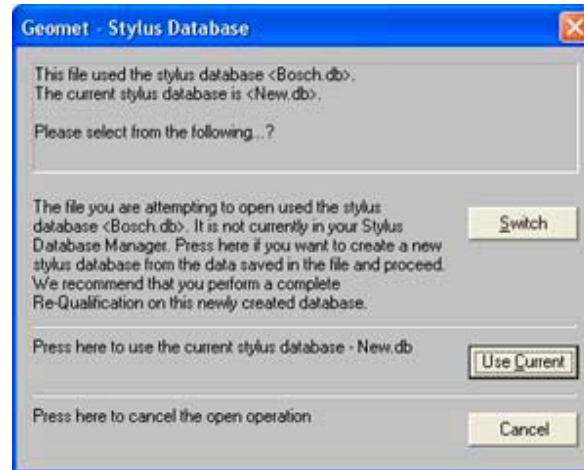 Geomet - Stylus Database
This file used the stylus database <Bosch.db>.
The current stylus database is <New.db>.
Please select from the following...?
The file you are attempting to open used the stylus
database <Bosch.db>. It is not currently in your Stylus
Database Manager. Press here if you want to create a new
stylus database from the data saved in the file and proceed.
We recommend that you perform a complete
Re-Qualification on this newly created database.
Switch
Press here to use the current stylus database - New.db
Use Current
Press here to cancel the open operation
Cancel